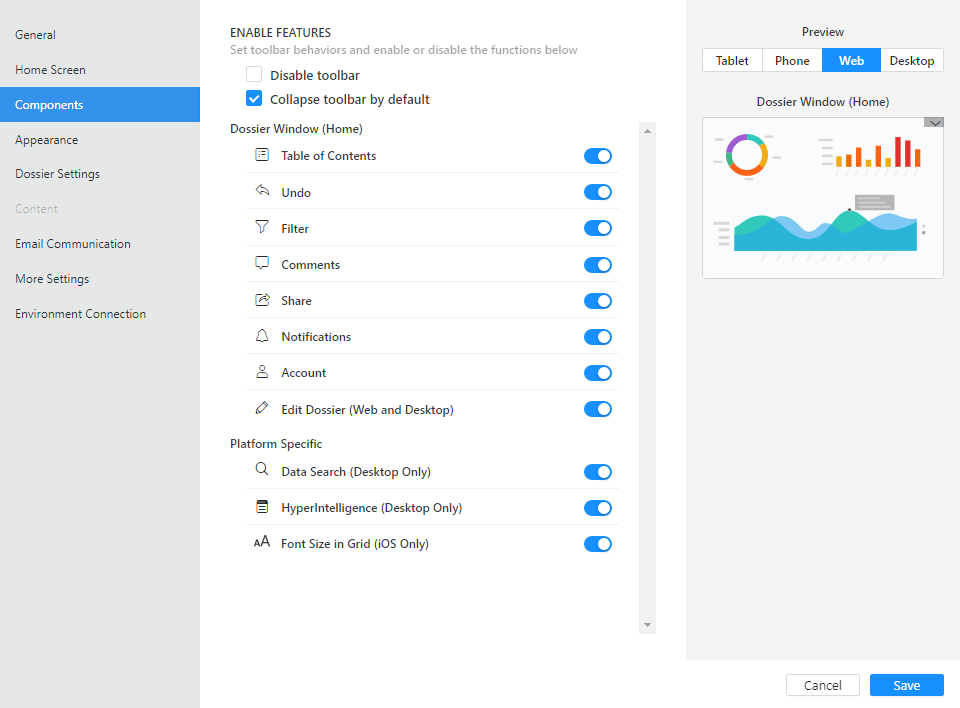 General
Home Screen
Components
Appearance
Dossier Settings
Content
Email Communication
More Settings
Environment Connection
ENABLE FEATURES
Set toolbar behaviors and enable or disable the functions below
Disable toolbar
Collapse toolbar by default
Dossier Window (Home)
Table of Contents
Undo
Filter
Comments
Share
Notifications
Account
Edit Dossier (Web and Desktop)
Platform Specific
Data Search (Desktop Only)
HyperIntelligence (Desktop Only)
AA Font Size in Grid (iOS Only)
Preview
Tablet Phone Web Desktop
Dossier Window (Home)
Cancel Save